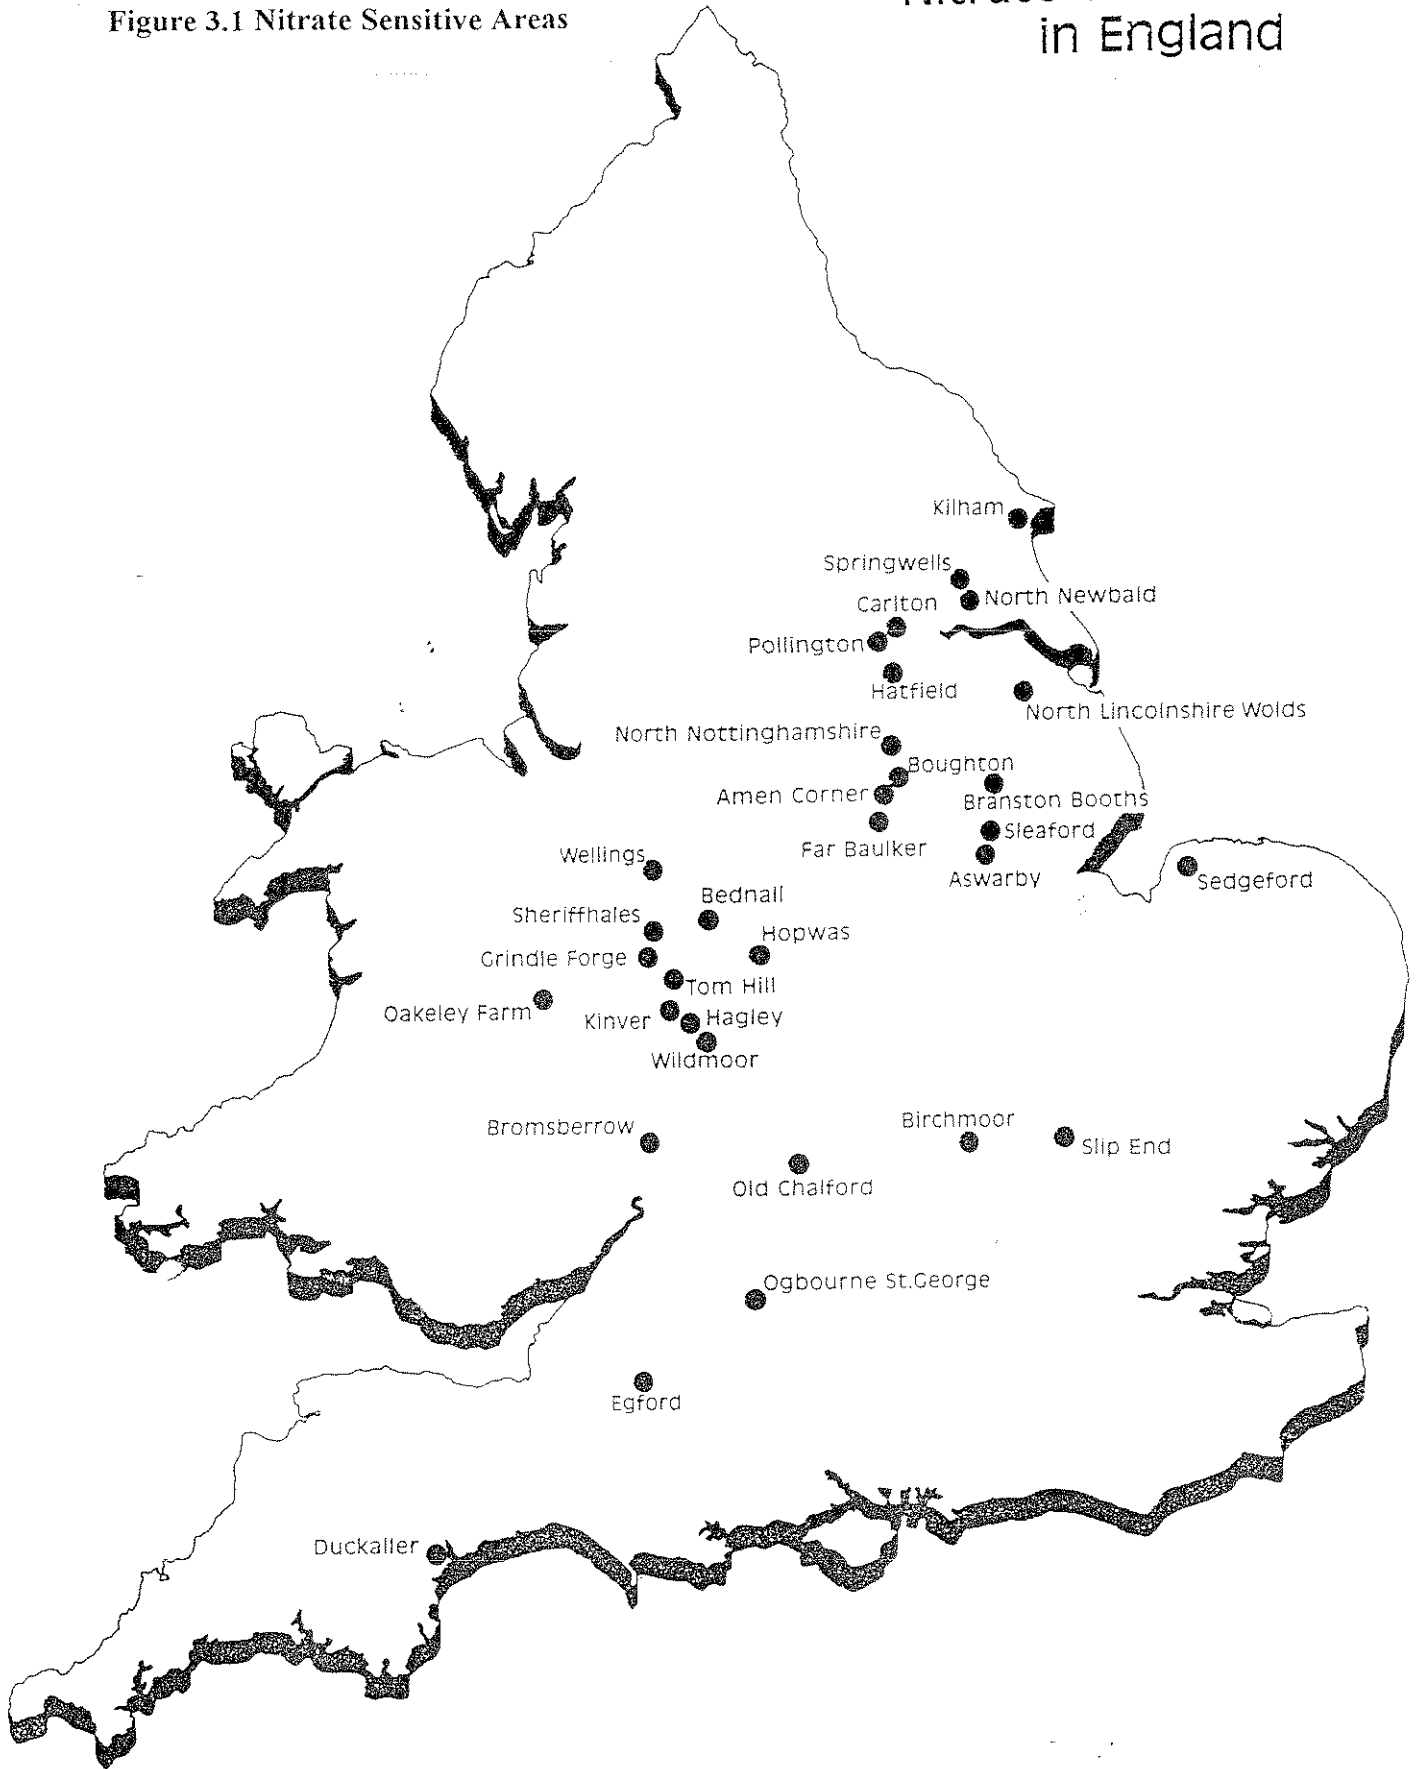 Figure 3.1 Nitrate Sensitive Areas
in England
Kilham
Springwells
North Newbald
Carlton
Pollington
Hatfield
North Lincolnshire Wolds
North Nottinghamshire
Boughton
Amen Corner
Branston Booths
Sleaford
Far Baulker
Wellings
Aswarby
Sedgeford
Bednall
Sheriffhales
Hopwas
Grindle Forge
Tom Hill
Oakeley Farm
Kinver
Hagley
Wildmoor
Bromsberrow
Birchmoor
Slip End
Old Chalford
Ogbourne St.George
Egford
Duckaller